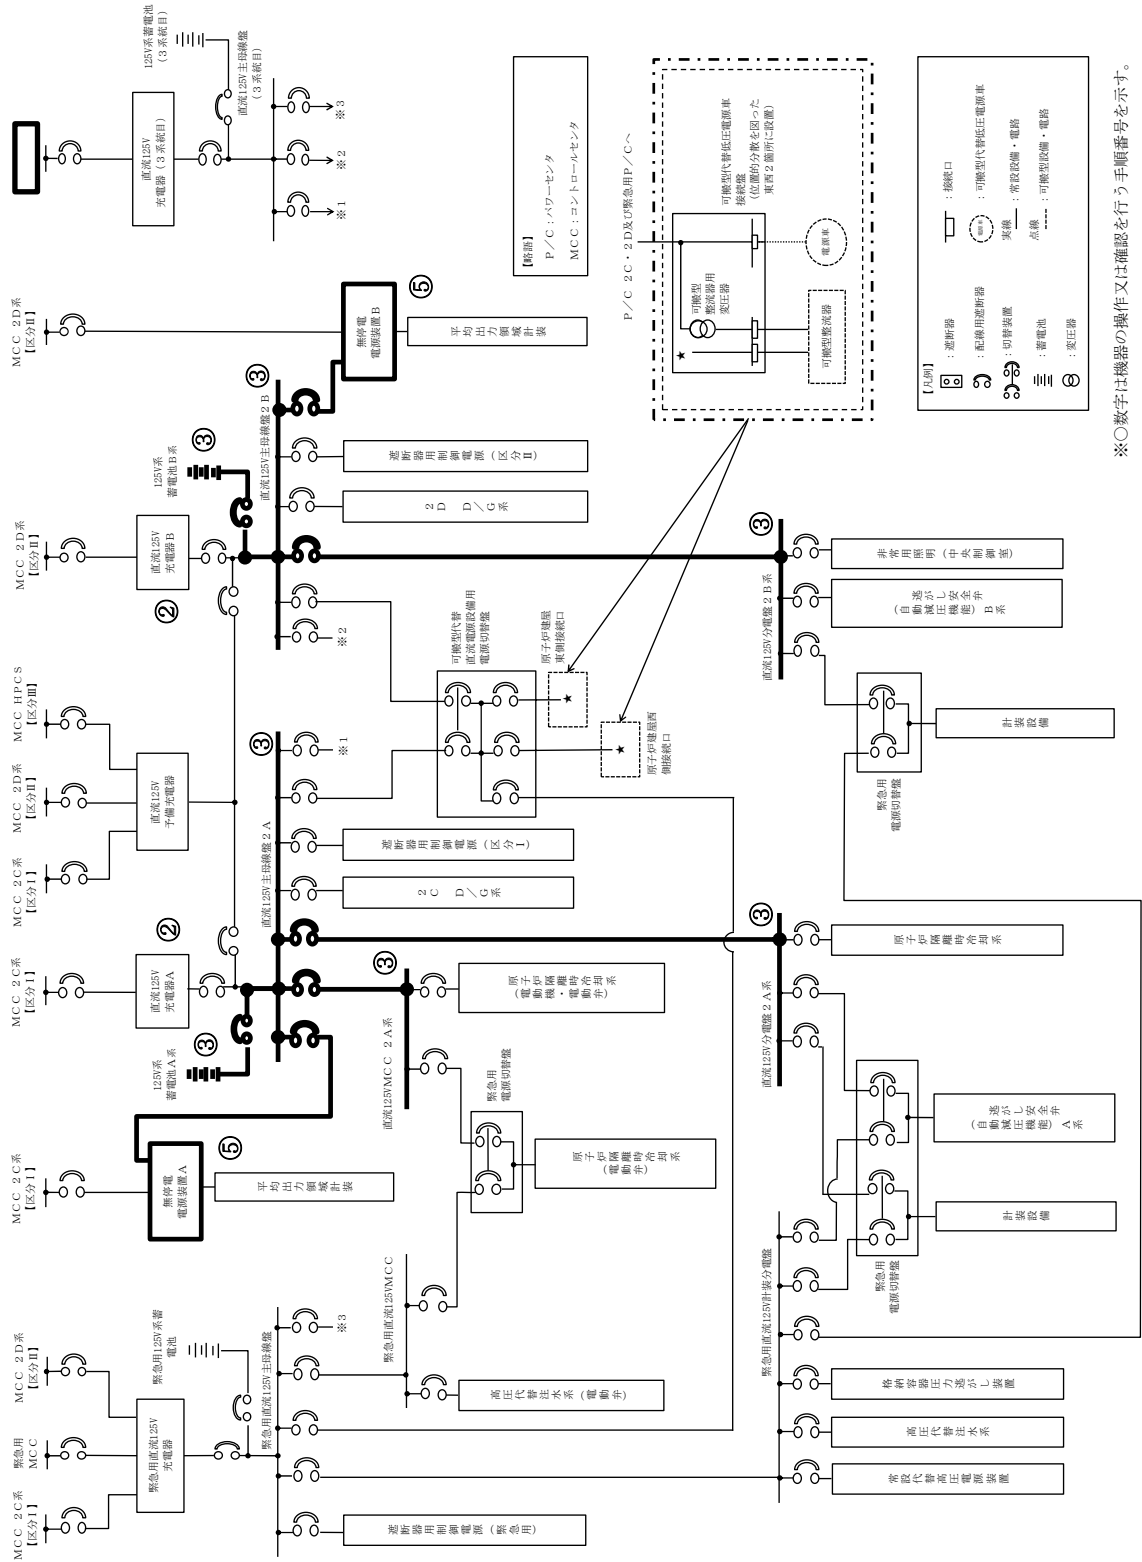 MCC 2C系
【区分Ⅰ】
緊急用
MCC
MCC 2D系
【区分Ⅱ】
緊急用直流125V
充電器
緊急用125V系蓄
電池
緊急用直流125V主母線盤
※3
遮断器用制御電源（緊急用）
緊急用直流125VMCC
高圧代替注水系（電動弁）
緊急用直流125V計装分電盤
常設代替高圧電源装置
高圧代替注水系
格納容器圧力逃がし装置
MCC 2C系
【区分Ⅰ】
無停電
電源装置A
⑤
平均出力領域計装
緊急用
電源切替盤
原子炉隔離時冷却系
（電動弁）
緊急用
電源切替盤
計装設備
逃がし安全弁
（自動減圧機能）A系
MCC 2C系
【区分Ⅰ】
直流125V
充電器A
②
125V系
蓄電池A系
③
直流125V主母線盤2A
③
※1
2C D／G系
遮断器用制御電源（区分Ⅰ）
直流125VMCC 2A系
③
原子炉隔離時冷却系
（電動機・電動弁）
直流125V分電盤2A系
③
原子炉隔離時冷却系
MCC 2C系
【区分Ⅰ】
MCC 2D系
【区分Ⅱ】
MCC HPCS
【区分Ⅲ】
直流125V
予備充電器
可搬型代替
直流電源設備用
電源切替盤
原子炉建屋西
側接続口
★
原子炉建屋
東側接続口
★
MCC 2D系
【区分Ⅱ】
直流125V
充電器B
②
125V系
蓄電池B系
③
直流125V主母線盤2B
③
※2
2D D／G系
遮断器用制御電源（区分Ⅱ）
緊急用
電源切替盤
計装設備
直流125V分電盤2B系
③
逃がし安全弁
（自動減圧機能）B系
非常用照明（中央制御室）
MCC 2D系
【区分Ⅱ】
無停電
電源装置B
⑤
平均出力領域計装
直流125V
充電器（3系統目）
125V系蓄電池
（3系統目）
直流125V主母線盤
（3系統目）
※1
※2
※3
【略語】
P／C：パワーセンタ
MCC：コントロールセンタ
P／C 2C・2D及び緊急用P／Cへ
可搬型代替低圧電源車
接続盤
（位置的分散を図った
東西2箇所に設置）
可搬型
整流器用
変圧器
★
可搬型整流器
電源車
【凡例】
：遮断器
：配線用遮断器
：切替装置
：蓄電池
：変圧器
：接続口
電源車
：可搬型代替低圧電源車
実線
：常設設備・電路
点線
：可搬型設備・電路
※○数字は機器の操作又は確認を行う手順番号を示す。